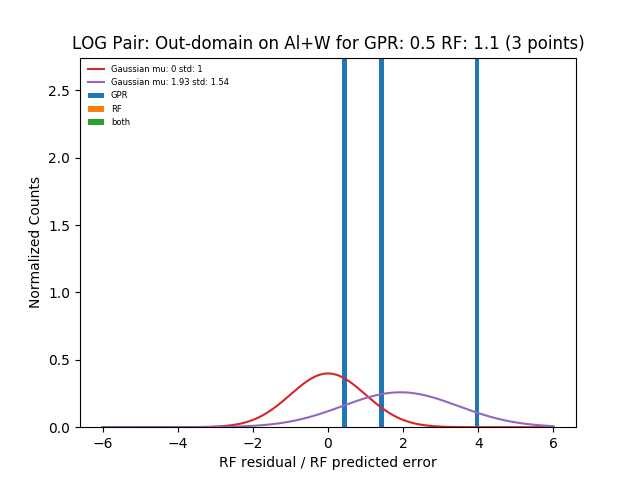 LOG Pair: Out-domain on Al+W for GPR: 0.5 RF: 1.1 (3 points)
Gaussian mu: 0 std: 1
Gaussian mu: 1.93 std: 1.54
GPR
RF
both
Normalized Counts
2.5
2.0
1.5
1.0
0.5
0.0
−6
−4
−2
0
2
4
6
RF residual / RF predicted error